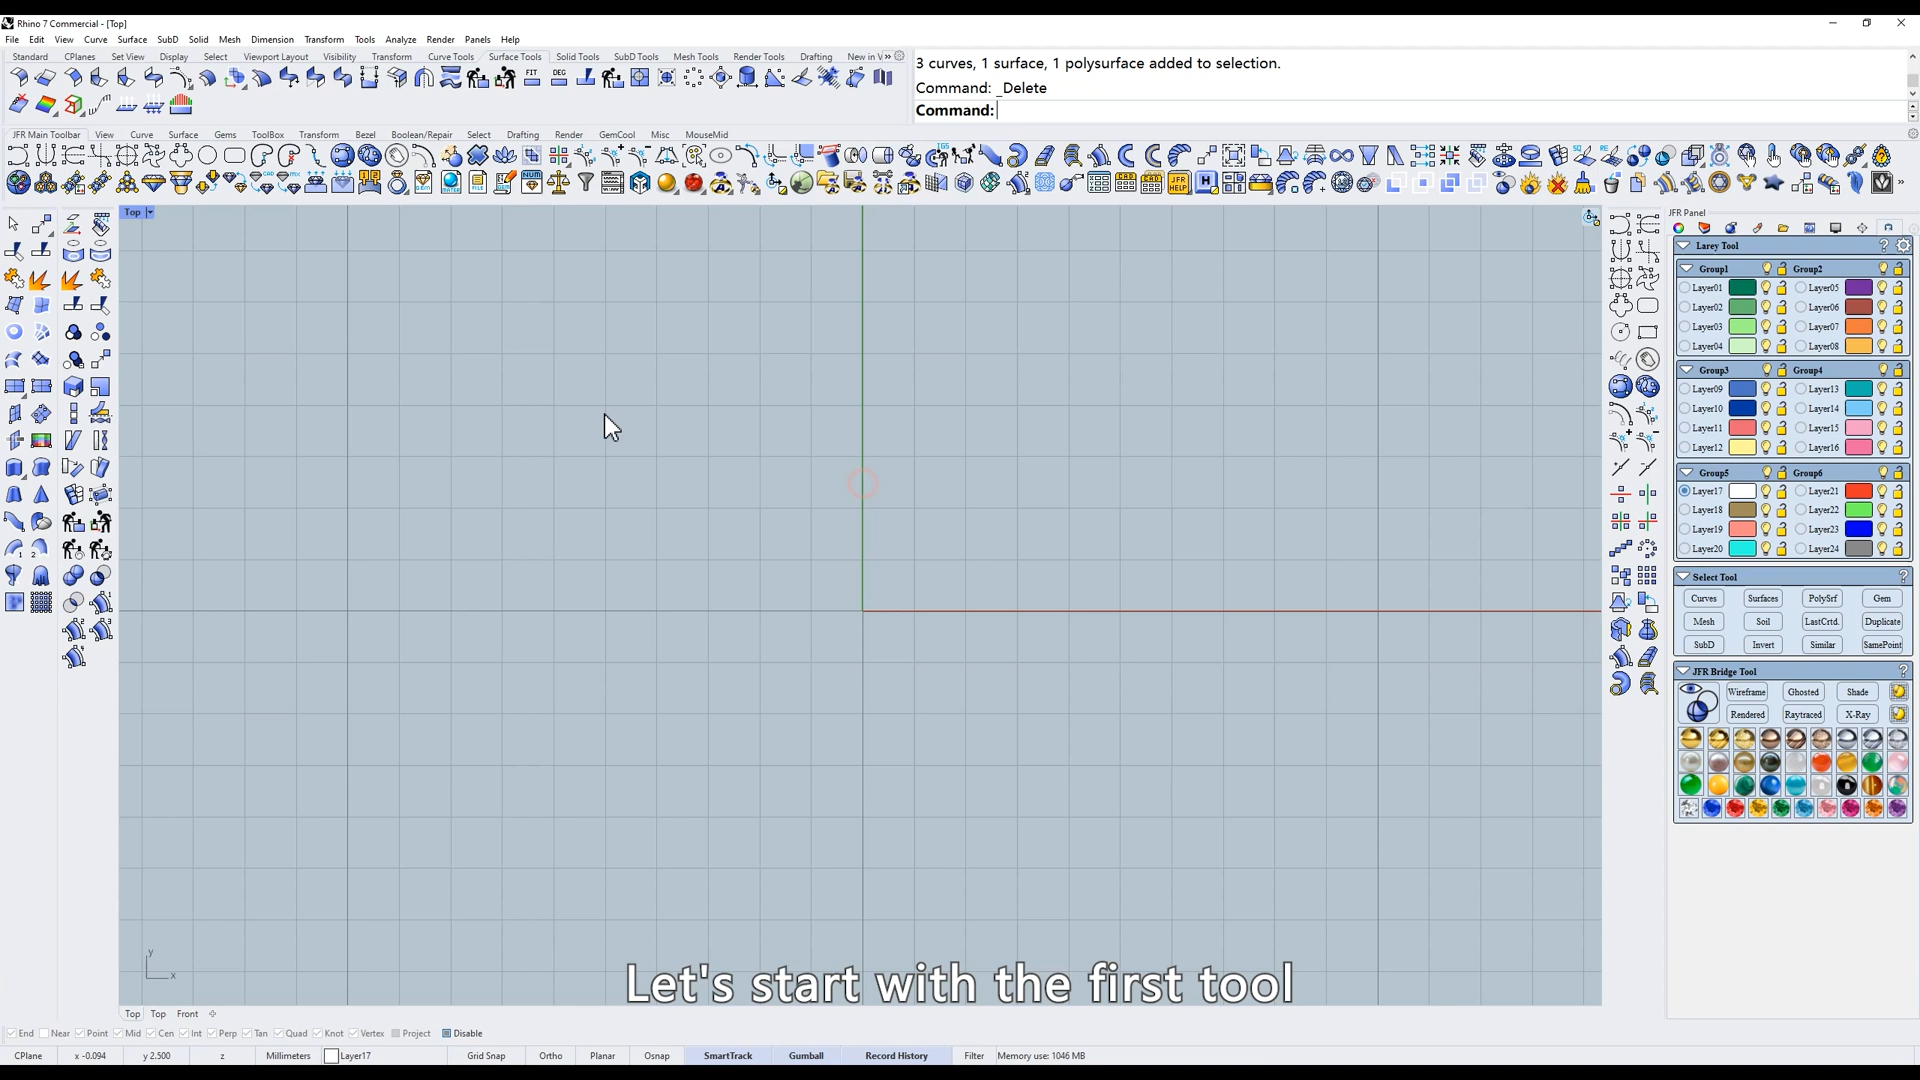 Rhino 7 Commercial - [Top]
File Edit View Curve Surface SubD Solid Mesh Dimension Transform Tools Analyze Render Panels Help
Standard CPlanes Set View Display Select Viewport Layout Visibility Transform Curve Tools Surface Tools Solid Tools SubD Tools Mesh Tools Render Tools Drafting New in V
3 curves, 1 surface, 1 polysurface added to selection.
Command: _Delete
Command:
FIT DEG
JFR Main Toolbar View Curve Surface Gems ToolBox Transform Bezel Boolean/Repair Select Drafting Render GemCool Misc MouseMid
Top
JFR Panel
Larey Tool ?
Group1 Group2
Layer01 Layer05
Layer02 Layer06
Layer03 Layer07
Layer04 Layer08
Group3 Group4
Layer09 Layer13
Layer10 Layer14
Layer11 Layer15
Layer12 Layer16
Group5 Group6
Layer17 Layer21
Layer18 Layer22
Layer19 Layer23
Layer20 Layer24
Select Tool ?
Curves Surfaces PolySrf Gem
Mesh Soil LastCrtd. Duplicate
SubD Invert Similar SamePoint
JFR Bridge Tool ?
Wireframe Ghosted Shade
Rendered Raytraced X-Ray
y
x
Let's start with the first tool
Top Top Front
End Near Point Mid Cen Int Perp Tan Quad Knot Vertex Project Disable
CPlane x -0.094 y 2.500 z Millimeters Layer17 Grid Snap Ortho Planar Osnap SmartTrack Gumball Record History Filter Memory use: 1046 MB